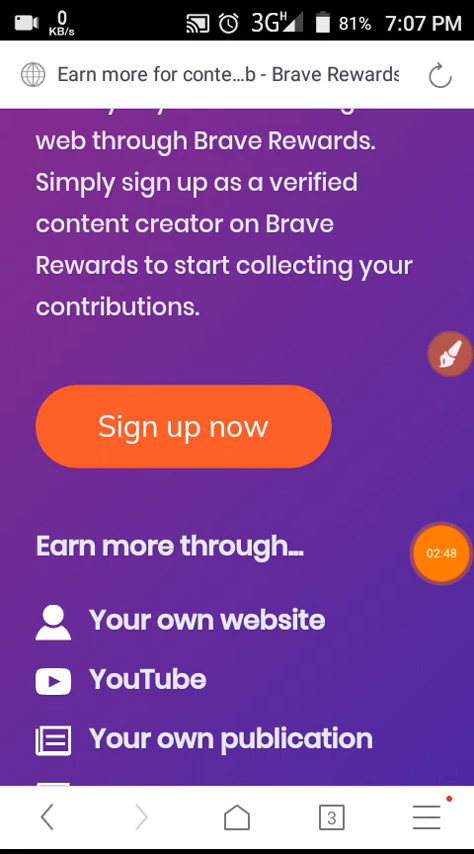 0
KB/s
3G H
81%
7:07 PM
Earn more for conte...b - Brave Rewards
web through Brave Rewards.
Simply sign up as a verified
content creator on Brave
Rewards to start collecting your
contributions.
Sign up now
02:48
Earn more through...
Your own website
YouTube
Your own publication
3